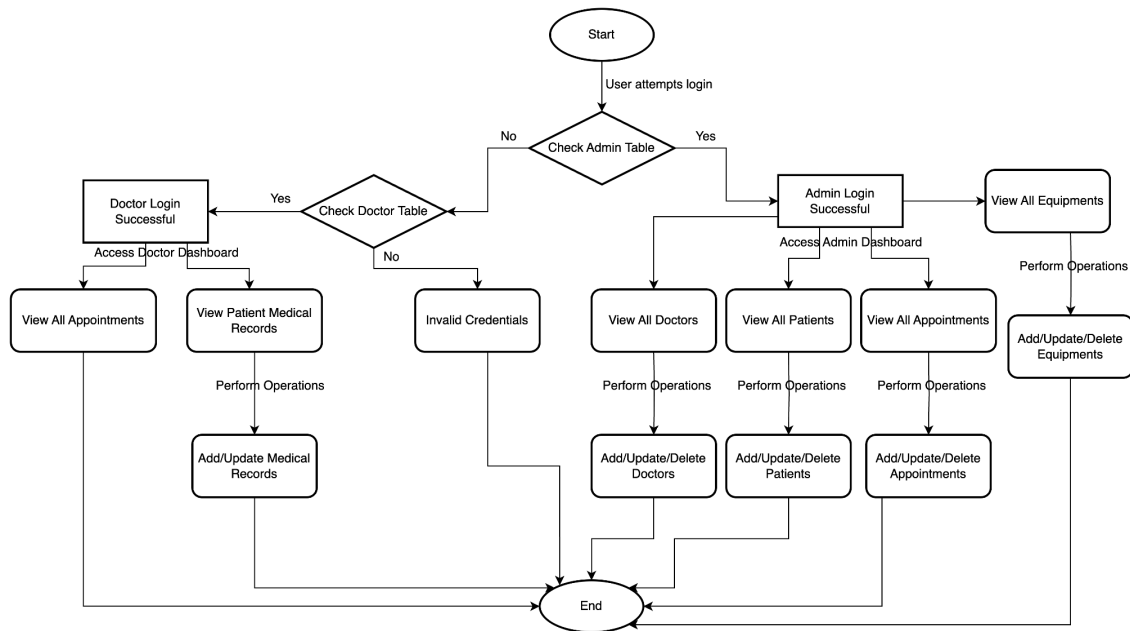 Start
User attempts login
No
Check Admin Table
Yes
Yes
Doctor Login
Successful
Check Doctor Table
Admin Login
Successful
View All Equipments
Access Doctor Dashboard
No
Access Admin Dashboard
Perform Operations
View All Appointments
View Patient Medical
Records
Invalid Credentials
View All Doctors
View All Patients
View All Appointments
Add/Update/Delete
Equipments
Perform Operations
Perform Operations
Perform Operations
Perform Operations
Add/Update Medical
Records
Add/Update/Delete
Doctors
Add/Update/Delete
Patients
Add/Update/Delete
Appointments
End